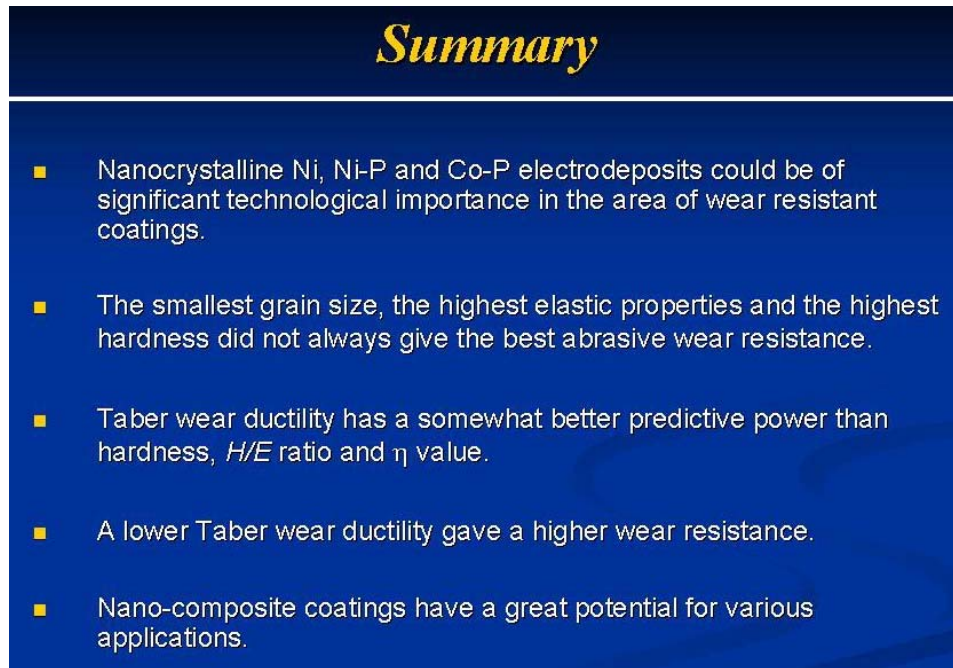 Summary
Nanocrystalline Ni, Ni-P and Co-P electrodeposits could be of
significant technological importance in the area of wear resistant
coatings.
The smallest grain size, the highest elastic properties and the highest
hardness did not always give the best abrasive wear resistance.
Taber wear ductility has a somewhat better predictive power than
hardness, H/E ratio and η value.
A lower Taber wear ductility gave a higher wear resistance.
Nano-composite coatings have a great potential for various
applications.